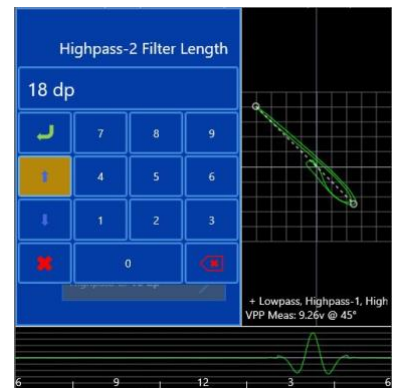 Highpass-2 Filter Length
18 dp
7 8 9
4 5 6
1 2 3
0
+ Lowpass, Highpass-1, High
VPP Meas: 9.26v @ 45°
6 9 12 3 6